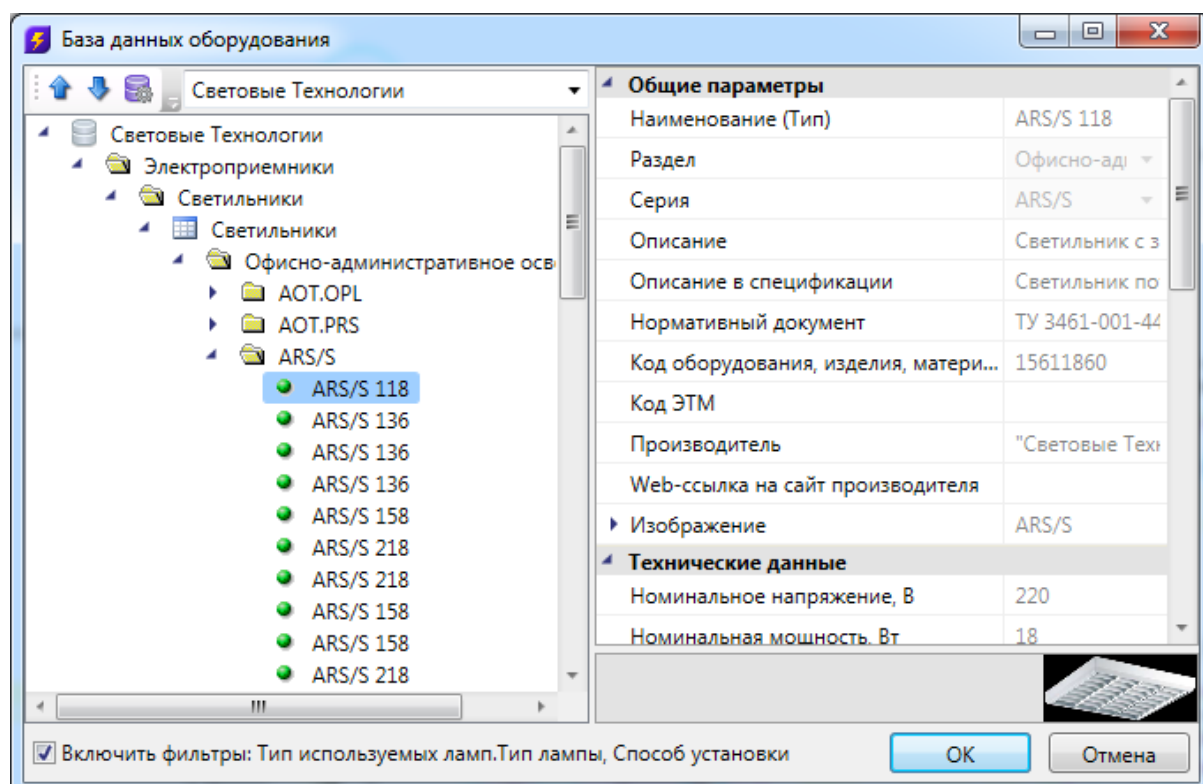 База данных оборудования
Световые Технологии
Световые Технологии
Электроприемники
Светильники
Светильники
Офисно-административное осв
AOT.OPL
AOT.PRS
ARS/S
ARS/S 118
ARS/S 136
ARS/S 136
ARS/S 136
ARS/S 158
ARS/S 218
ARS/S 218
ARS/S 158
ARS/S 158
ARS/S 218
Общие параметры
Наименование (Тип) ARS/S 118
Раздел Офисно-адı
Серия ARS/S
Описание Светильник с з
Описание в спецификации Светильник по
Нормативный документ ТУ 3461-001-44
Код оборудования, изделия, матери... 15611860
Код ЭТМ
Производитель "Световые Техн
Web-ссылка на сайт производителя
Изображение ARS/S
Технические данные
Номинальное напряжение, В 220
Номинальная мощность, Вт 18
Включить фильтры: Тип используемых ламп.Тип лампы, Способ установки
OK
Отмена